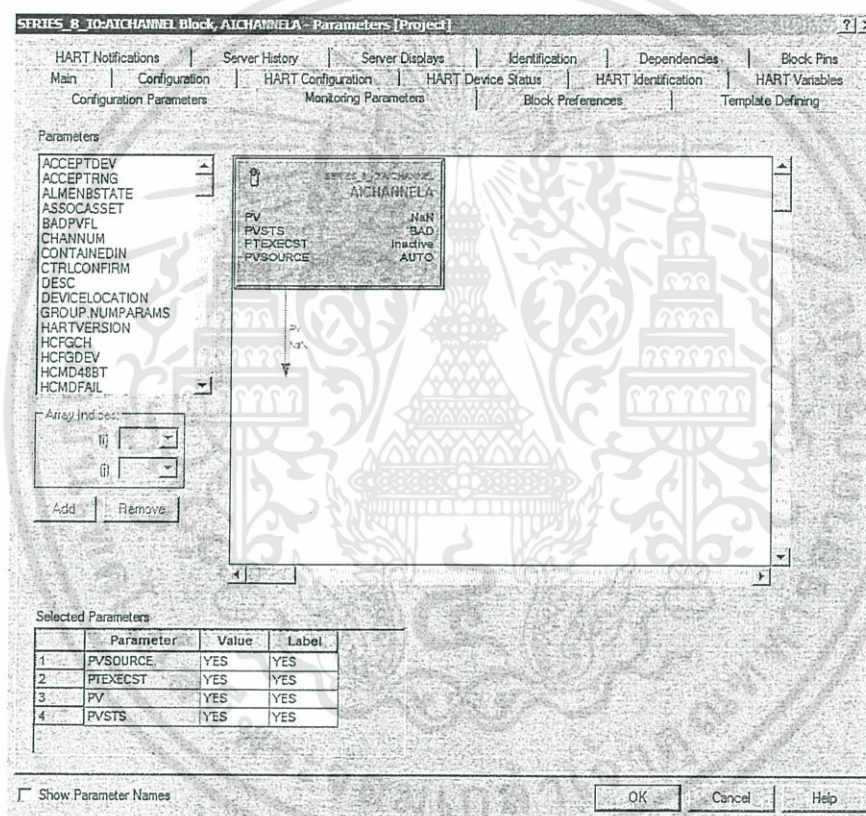 SERIES_8_IO:AICHANNEL Block, AICHANNELA - Parameters [Project]
HART Notifications
Server History
Server Displays
Identification
Dependencies
Block Pins
Main
Configuration
HART Configuration
HART Device Status
HART Identification
HART Variables
Configuration Parameters
Monitoring Parameters
Block Preferences
Template Defining
Parameters
ACCEPTDEV
ACCEPTRNG
ALMENBSTATE
ASSOCASSET
BADPVFL
CHANNUM
CONTAINEDIN
CTRLCONFIRM
DESC
DEVICELOCATION
GROUP.NUMPARAMS
HARTVERSION
HCFGCH
HCFGDEV
HCMD48BT
HCMDFAIL
SERIES_8_IO:AICHANNEL
AICHANNELA
PV NaN
PVSTS BAD
PTEXECST Inactive
PVSOURCE AUTO
PV
NaN
Array Indices:
Add
Remove
Selected Parameters
Parameter Value Label
1 PVSOURCE YES YES
2 PTEXECST YES YES
3 PV YES YES
4 PVSTS YES YES
Show Parameter Names
OK
Cancel
Help